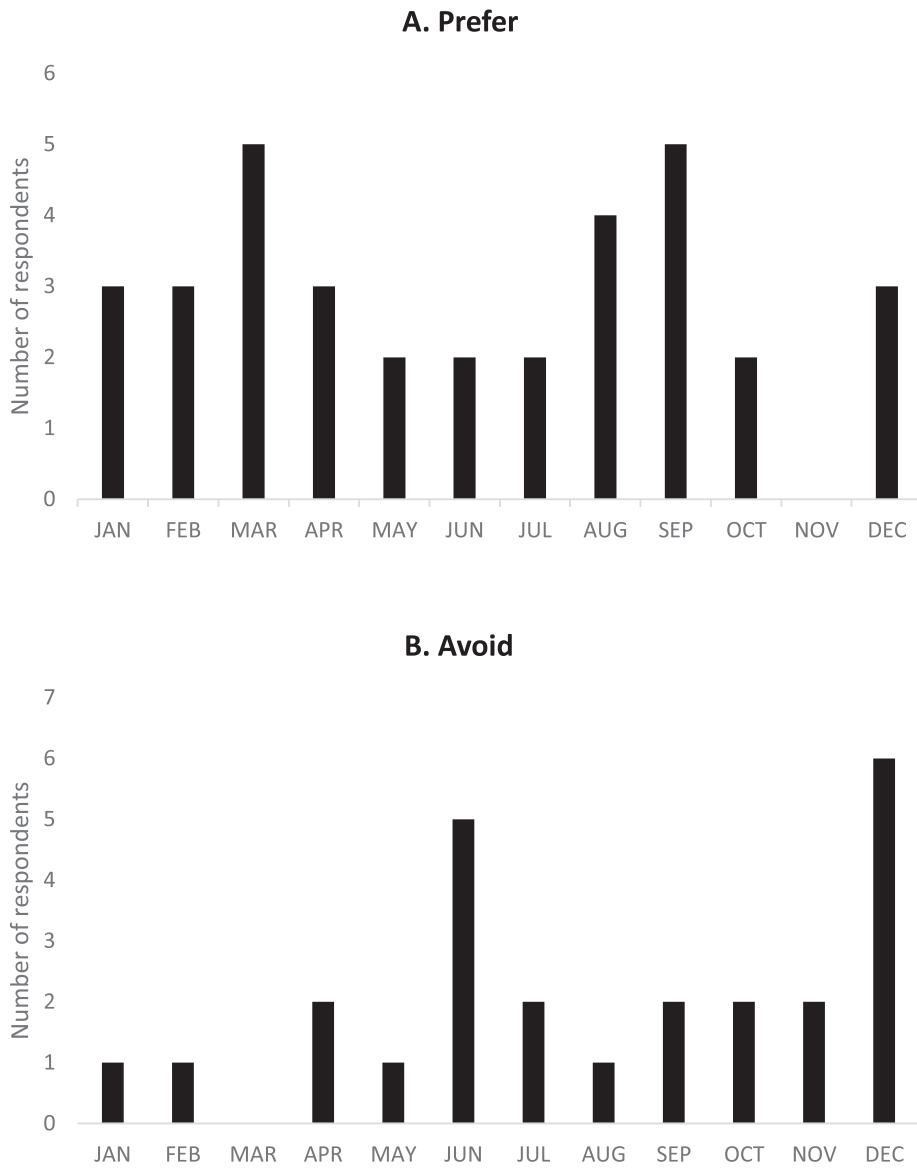 A. Prefer
6
5
4
3
2
1
0
Number of respondents
JAN FEB MAR APR MAY JUN JUL AUG SEP OCT NOV DEC
B. Avoid
7
6
5
4
3
2
1
0
Number of respondents
JAN FEB MAR APR MAY JUN JUL AUG SEP OCT NOV DEC